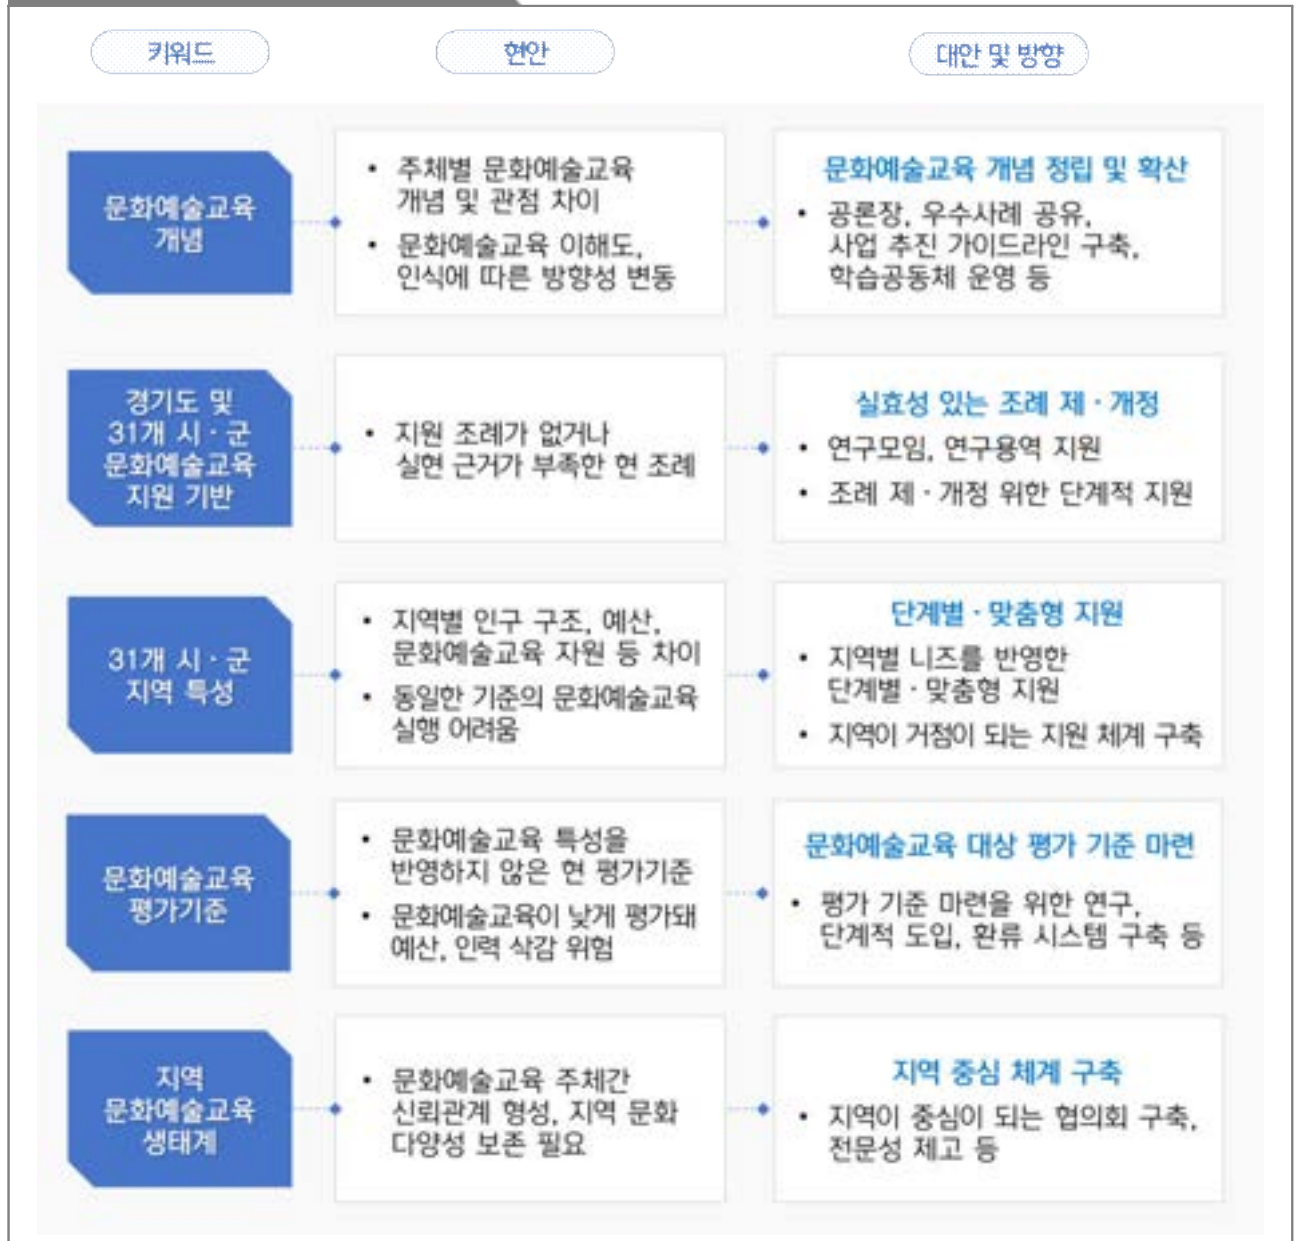 키워드
현안
대안 및 방향
문화예술교육
개념
• 주체별 문화예술교육
개념 및 관점 차이
• 문화예술교육 이해도,
인식에 따른 방향성 변동
문화예술교육 개념 정립 및 확산
• 공론장, 우수사례 공유,
사업 추진 가이드라인 구축,
학습공동체 운영 등
경기도 및
31개 시·군
문화예술교육
지원 기반
• 지원 조례가 없거나
실현 근거가 부족한 현 조례
실효성 있는 조례 제·개정
• 연구모임, 연구용역 지원
• 조례 제·개정 위한 단계적 지원
31개 시·군
지역 특성
• 지역별 인구 구조, 예산,
문화예술교육 자원 등 차이
• 동일한 기준의 문화예술교육
실행 어려움
단계별·맞춤형 지원
• 지역별 니즈를 반영한
단계별·맞춤형 지원
• 지역이 거점이 되는 지원 체계 구축
문화예술교육
평가기준
• 문화예술교육 특성을
반영하지 않은 현 평가기준
• 문화예술교육이 낮게 평가돼
예산, 인력 삭감 위험
문화예술교육 대상 평가 기준 마련
• 평가 기준 마련을 위한 연구,
단계적 도입, 환류 시스템 구축 등
지역
문화예술교육
생태계
• 문화예술교육 주체간
신뢰관계 형성, 지역 문화
다양성 보존 필요
지역 중심 체계 구축
• 지역이 중심이 되는 협의회 구축,
전문성 제고 등